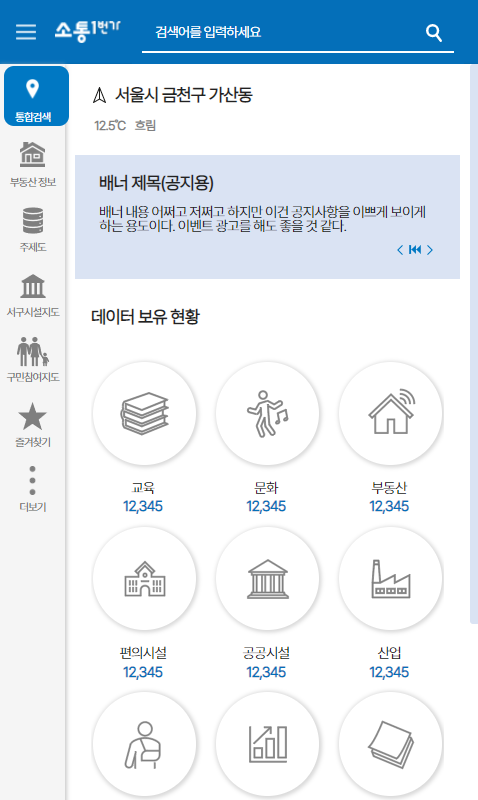 소통1번가
검색어를 입력하세요
통합검색
부동산 정보
주제도
서구시설지도
구민참여지도
즐겨찾기
더보기
서울시 금천구 가산동
12.5℃ 흐림
배너 제목(공지용)
배너 내용 어쩌고 저쩌고 하지만 이건 공지사항을 이쁘게 보이게
하는 용도이다. 이벤트 광고를 해도 좋을 것 같다.
데이터 보유 현황
교육 문화 부동산
12,345 12,345 12,345
편의시설 공공시설 산업
12,345 12,345 12,345